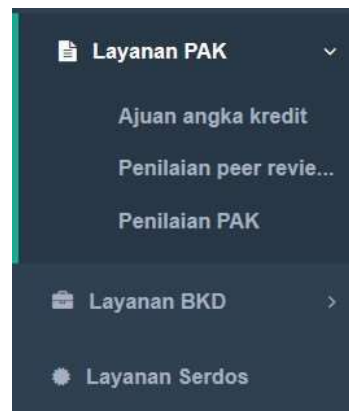 Layanan PAK
Ajuan angka kredit
Penilaian peer revie...
Penilaian PAK
Layanan BKD
Layanan Serdos